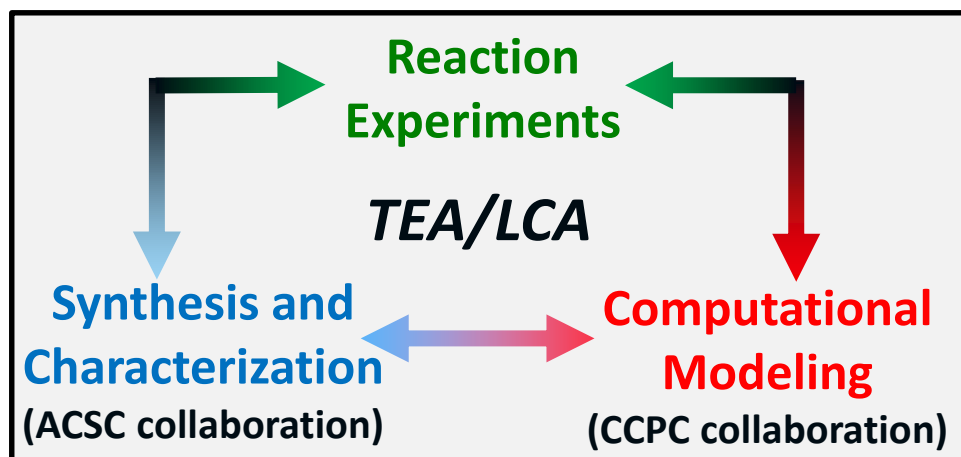 Reaction
Experiments
TEA/LCA
Synthesis and
Characterization
(ACSC collaboration)
Computational
Modeling
(CCPC collaboration)